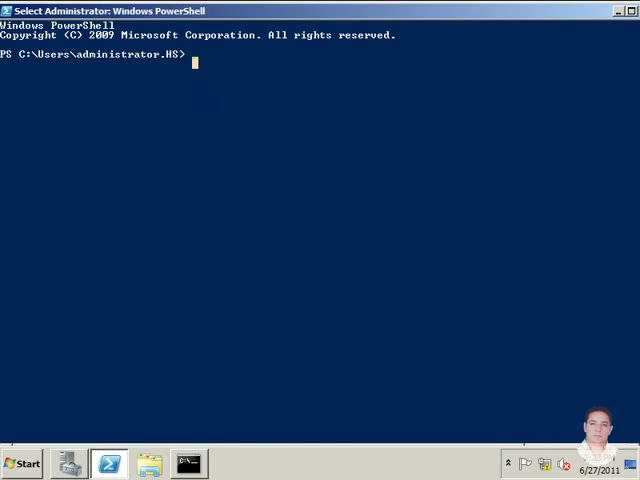 Select Administrator: Windows PowerShell
Windows PowerShell
Copyright (C) 2009 Microsoft Corporation. All rights reserved.
PS C:\Users\administrator.HS>
Start
C:\
6/27/2011